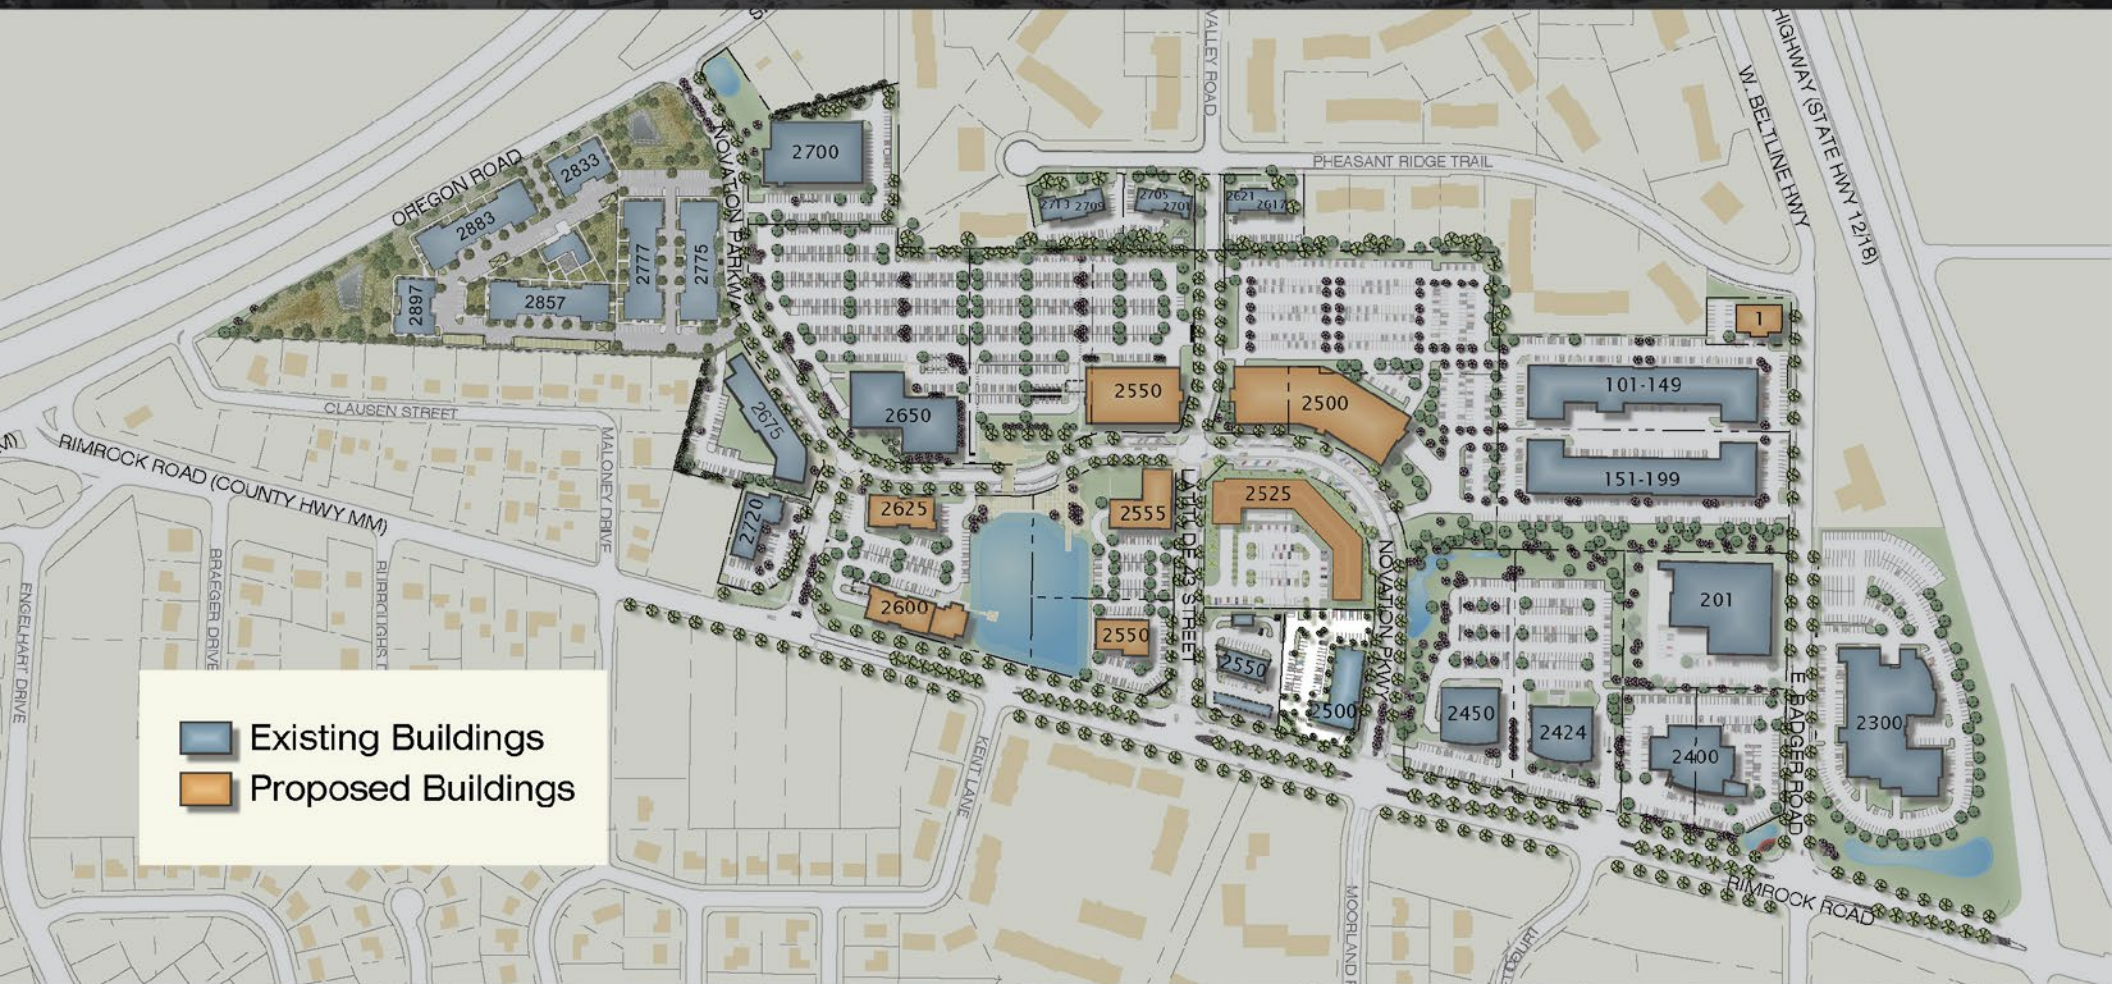 VALLEY ROAD
HIGHWAY (STATE HWY 12/18)
W. BELTLINE HWY
2700
OREGON ROAD
2833
NOVATION PARKWAY
PHEASANT RIDGE TRAIL
2883
2713 2709
2705
2701
2621
2617
2777
2775
2897
2857
1
101-149
2550
2500
2650
2675
CLAUSEN STREET
MALONEY DRIVE
RIMROCK ROAD (COUNTY HWY MM)
151-199
2525
2625
2555
2720
LATITUDE 43 STREET
NOVATION PKWY
ENGELHART DRIVE
BRAEGER DRIVE
2600
2550
201
2550
2500
2450
2424
2400
2300
E. BADGER ROAD
Existing Buildings
Proposed Buildings
KENT LANE
RIMROCK ROAD
MOORLAND
COURT